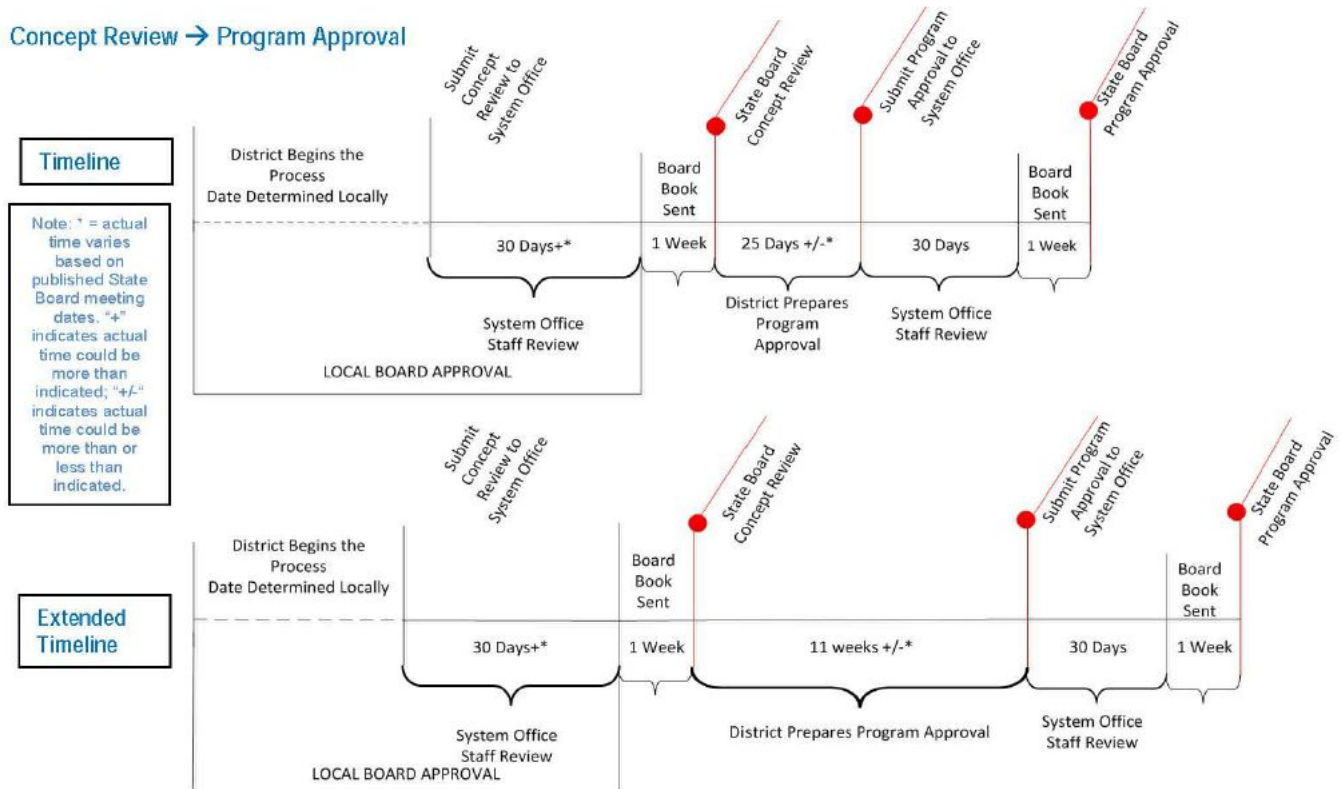 Concept Review → Program Approval
Submit
Concept
Review to
System Office
State Board
Concept Review
Submit Program
Approval to
System Office
State Board
Program Approval
Timeline
District Begins the
Process
Date Determined Locally
Board
Book
Sent
Board
Book
Sent
30 Days+*
1 Week
25 Days +/-*
30 Days
1 Week
System Office
Staff Review
District Prepares
Program
Approval
System Office
Staff Review
LOCAL BOARD APPROVAL
Note: * = actual
time varies
based on
published State
Board meeting
dates. "+"
indicates actual
time could be
more than
indicated; "+/-"
indicates actual
time could be
more than or
less than
indicated.
Submit
Concept
Review to
System Office
State Board
Concept Review
Submit Program
Approval to
System Office
State Board
Program Approval
Extended
Timeline
District Begins the
Process
Date Determined Locally
Board
Book
Sent
Board
Book
Sent
30 Days+*
1 Week
11 weeks +/-*
30 Days
1 Week
System Office
Staff Review
District Prepares Program Approval
System Office
Staff Review
LOCAL BOARD APPROVAL